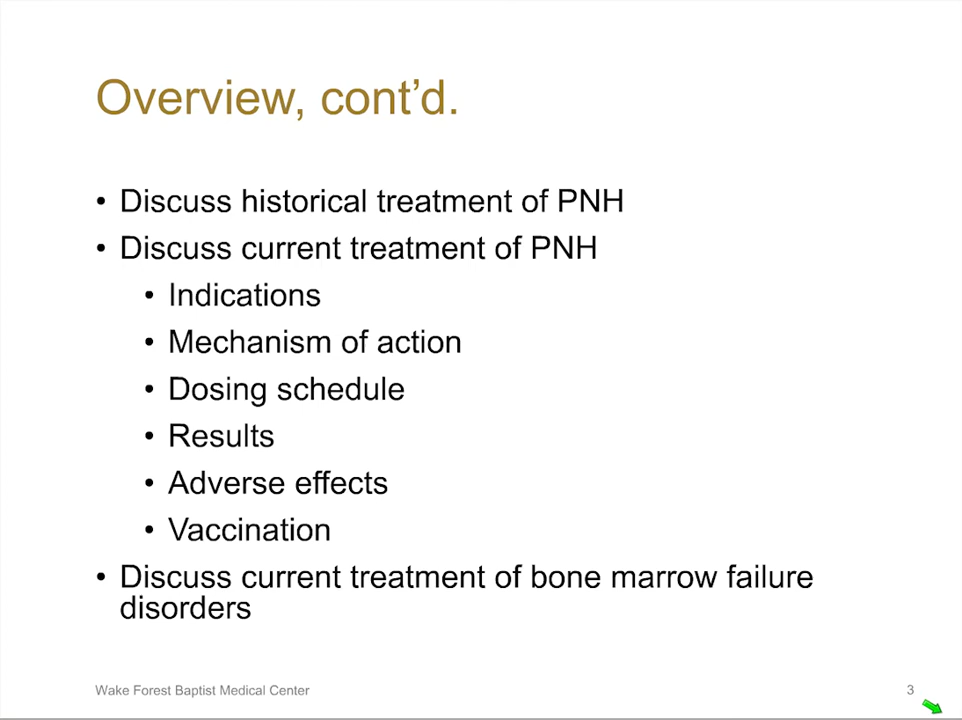 Overview, cont’d.
• Discuss historical treatment of PNH
• Discuss current treatment of PNH
• Indications
• Mechanism of action
• Dosing schedule
• Results
• Adverse effects
• Vaccination
• Discuss current treatment of bone marrow failure
disorders
Wake Forest Baptist Medical Center
3